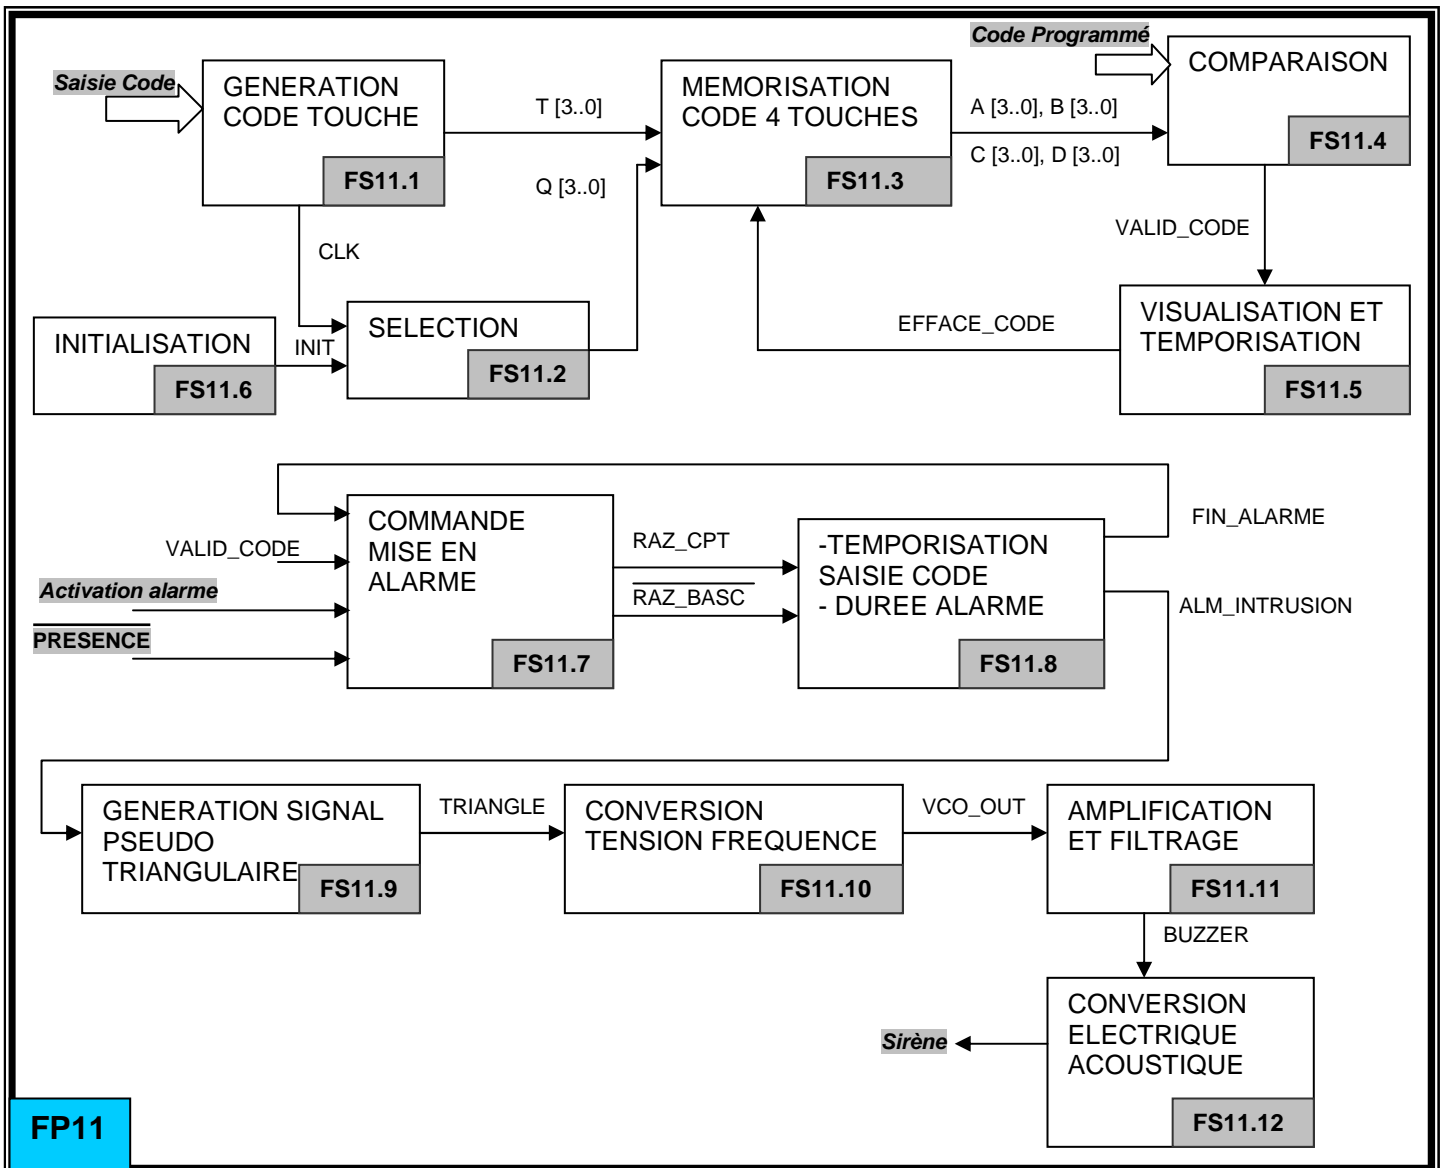 Code Programmé
Saisie Code
GENERATION
CODE TOUCHE
FS11.1
T [3..0]
Q [3..0]
MEMORISATION
CODE 4 TOUCHES
FS11.3
A [3..0], B [3..0]
C [3..0], D [3..0]
COMPARAISON
FS11.4
CLK
VALID_CODE
INITIALISATION
FS11.6
INIT
SELECTION
FS11.2
EFFACE_CODE
VISUALISATION ET
TEMPORISATION
FS11.5
VALID_CODE
Activation alarme
PRESENCE
COMMANDE
MISE EN
ALARME
FS11.7
RAZ_CPT
RAZ_BASC
-TEMPORISATION
SAISIE CODE
- DUREE ALARME
FS11.8
FIN_ALARME
ALM_INTRUSION
GENERATION SIGNAL
PSEUDO
TRIANGULAIRE
FS11.9
TRIANGLE
CONVERSION
TENSION FREQUENCE
FS11.10
VCO_OUT
AMPLIFICATION
ET FILTRAGE
FS11.11
BUZZER
CONVERSION
ELECTRIQUE
ACOUSTIQUE
FS11.12
Sirène
FP11